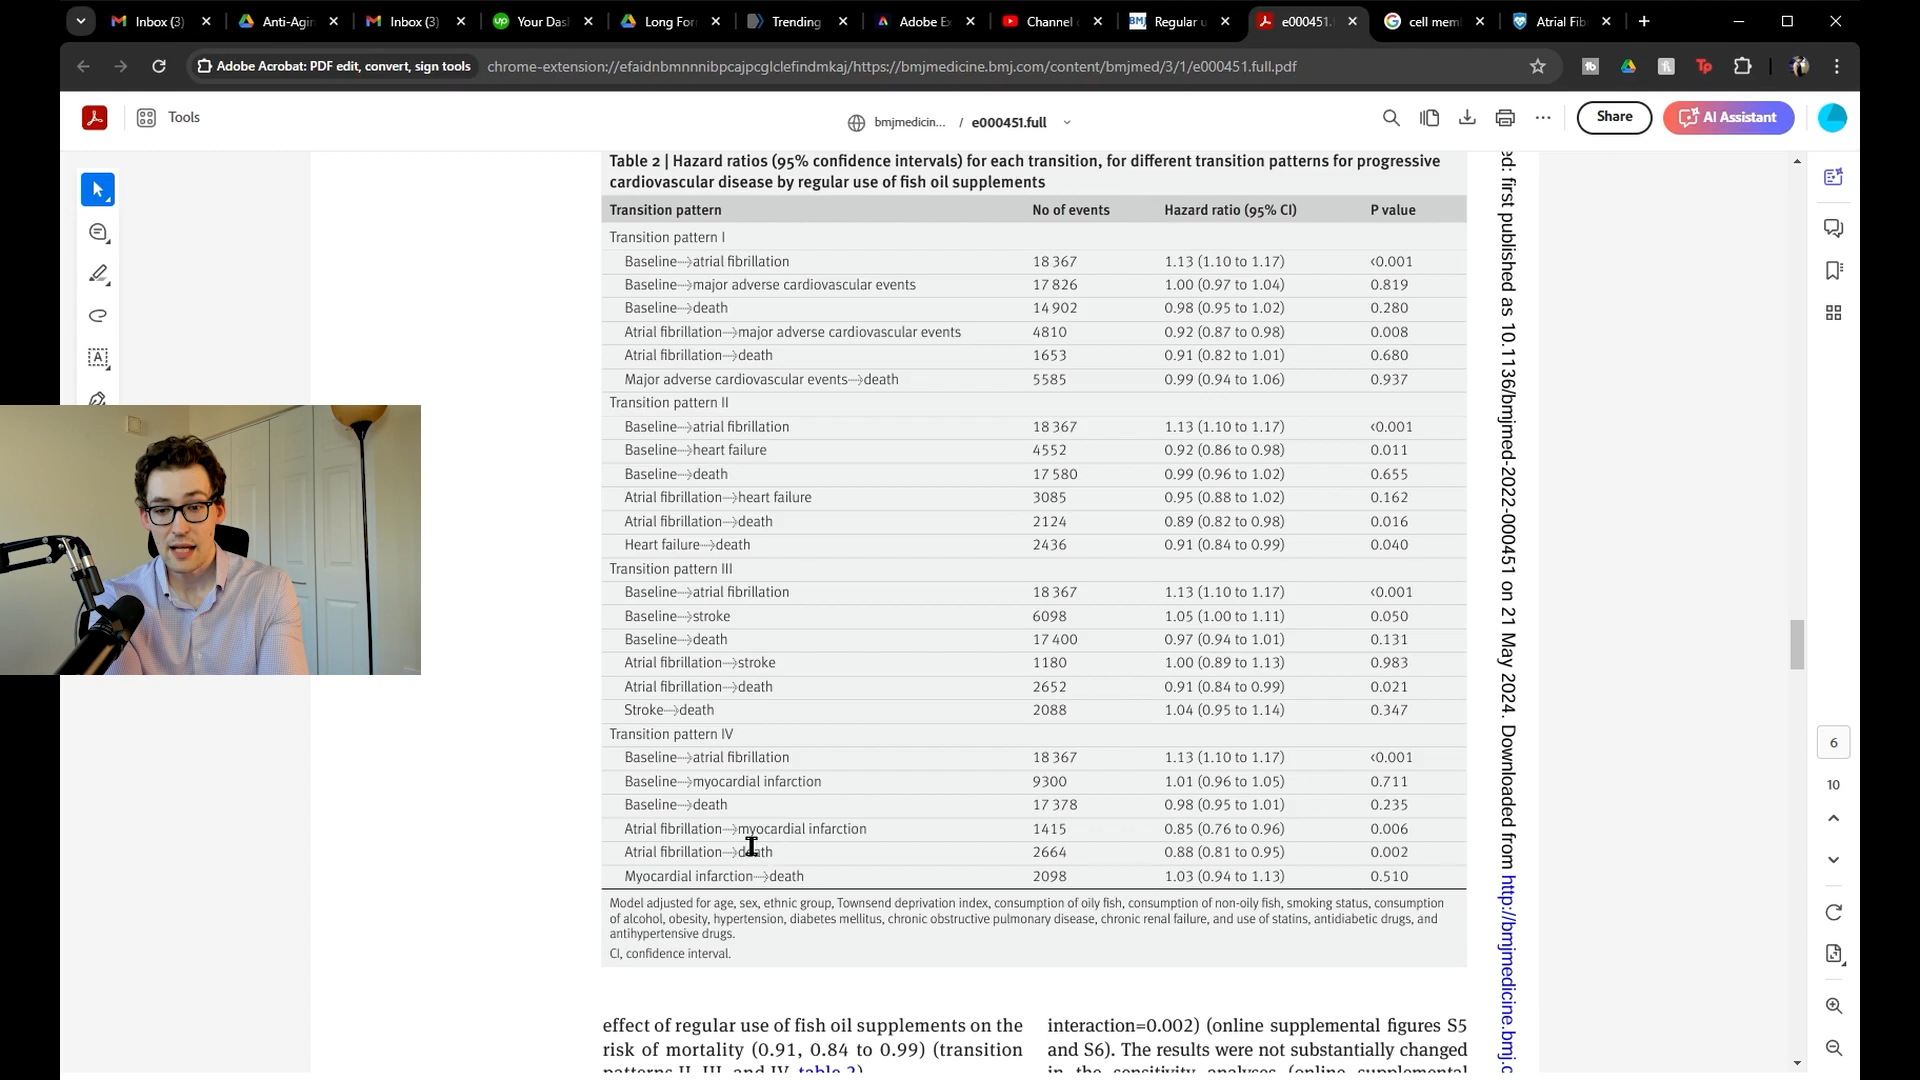 Inbox (3)
Anti-Agin
Inbox (3)
Your Das
Long For
Trending
Adobe Ex
Channel
Regular u
e000451.
cell mem
Atrial Fib
Adobe Acrobat: PDF edit, convert, sign tools
chrome-extension://efaidnbmnnnibpcajpcglclefindmkaj/https://bmjmedicine.bmj.com/content/bmjmed/3/1/e000451.full.pdf
Tools
bmjmedicin... / e000451.full
Share
AI Assistant
Table 2 | Hazard ratios (95% confidence intervals) for each transition, for different transition patterns for progressive
cardiovascular disease by regular use of fish oil supplements
Transition pattern No of events Hazard ratio (95% CI) P value
Transition pattern I
Baseline→atrial fibrillation 18 367 1.13 (1.10 to 1.17) <0.001
Baseline→major adverse cardiovascular events 17 826 1.00 (0.97 to 1.04) 0.819
Baseline→death 14 902 0.98 (0.95 to 1.02) 0.280
Atrial fibrillation→major adverse cardiovascular events 4810 0.92 (0.87 to 0.98) 0.008
Atrial fibrillation→death 1653 0.91 (0.82 to 1.01) 0.680
Major adverse cardiovascular events→death 5585 0.99 (0.94 to 1.06) 0.937
Transition pattern II
Baseline→atrial fibrillation 18 367 1.13 (1.10 to 1.17) <0.001
Baseline→heart failure 4552 0.92 (0.86 to 0.98) 0.011
Baseline→death 17 580 0.99 (0.96 to 1.02) 0.655
Atrial fibrillation→heart failure 3085 0.95 (0.88 to 1.02) 0.162
Atrial fibrillation→death 2124 0.89 (0.82 to 0.98) 0.016
Heart failure→death 2436 0.91 (0.84 to 0.99) 0.040
Transition pattern III
Baseline→atrial fibrillation 18 367 1.13 (1.10 to 1.17) <0.001
Baseline→stroke 6098 1.05 (1.00 to 1.11) 0.050
Baseline→death 17 400 0.97 (0.94 to 1.01) 0.131
Atrial fibrillation→stroke 1180 1.00 (0.89 to 1.13) 0.983
Atrial fibrillation→death 2652 0.91 (0.84 to 0.99) 0.021
Stroke→death 2088 1.04 (0.95 to 1.14) 0.347
Transition pattern IV
Baseline→atrial fibrillation 18 367 1.13 (1.10 to 1.17) <0.001
Baseline→myocardial infarction 9300 1.01 (0.96 to 1.05) 0.711
Baseline→death 17 378 0.98 (0.95 to 1.01) 0.235
Atrial fibrillation→myocardial infarction 1415 0.85 (0.76 to 0.96) 0.006
Atrial fibrillation→death 2664 0.88 (0.81 to 0.95) 0.002
Myocardial infarction→death 2098 1.03 (0.94 to 1.13) 0.510
Model adjusted for age, sex, ethnic group, Townsend deprivation index, consumption of oily fish, consumption of non-oily fish, smoking status, consumption
of alcohol, obesity, hypertension, diabetes mellitus, chronic obstructive pulmonary disease, chronic renal failure, and use of statins, antidiabetic drugs, and
antihypertensive drugs.
CI, confidence interval.
effect of regular use of fish oil supplements on the
risk of mortality (0.91, 0.84 to 0.99) (transition
patterns II, III, and IV, table 2)
interaction=0.002) (online supplemental figures S5
and S6). The results were not substantially changed
in the sensitivity analyses (online supplemental
ed: first published as 10.1136/bmjmed-2022-000451 on 21 May 2024. Downloaded from http://bmjmedicine.bmj.c
6
10